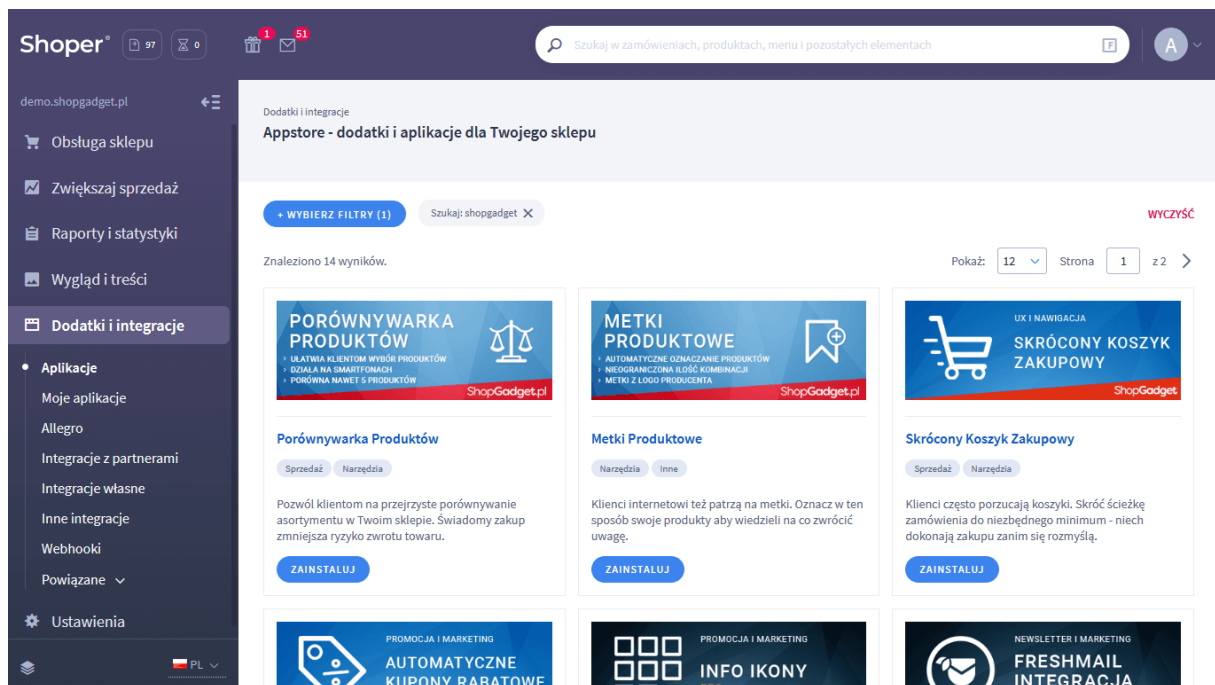 Shoper®
97
0
1
51
Szukaj w zamówieniach, produktach, menu i pozostałych elementach
F
A
demo.shopgadget.pl
Obsługa sklepu
Zwiększaj sprzedaż
Raporty i statystyki
Wygląd i treści
Dodatki i integracje
Aplikacje
Moje aplikacje
Allegro
Integracje z partnerami
Integracje własne
Inne integracje
Webhooki
Powiązane
Ustawienia
PL
Dodatki i integracje
Appstore - dodatki i aplikacje dla Twojego sklepu
+ WYBIERZ FILTRY (1)
Szukaj: shopgadget
WYCZYŚĆ
Znaleziono 14 wyników.
Pokaż: 12 Strona 1 z 2
PORÓWNYWARKA
PRODUKTÓW
› UŁATWIA KLIENTOM WYBÓR PRODUKTÓW
› DZIAŁA NA SMARTFONACH
› PORÓWNA NAWET 5 PRODUKTÓW
ShopGadget.pl
Porównywarka Produktów
Sprzedaż Narzędzia
Pozwól klientom na przejrzyste porównywanie
asortymentu w Twoim sklepie. Świadomy zakup
zmniejsza ryzyko zwrotu towaru.
ZAINSTALUJ
METKI
PRODUKTOWE
› AUTOMATYCZNE OZNACZANIE PRODUKTÓW
› NIEOGRANICZONA ILOŚĆ KOMBINACJI
› METKI Z LOGO PRODUCENTA
ShopGadget.pl
Metki Produktowe
Narzędzia Inne
Klienci internetowi też patrzą na metki. Oznacz w ten
sposób swoje produkty aby wiedzieli na co zwrócić
uwagę.
ZAINSTALUJ
UX I NAWIGACJA
SKRÓCONY KOSZYK
ZAKUPOWY
ShopGadget
Skrócony Koszyk Zakupowy
Sprzedaż Narzędzia
Klienci często porzucają koszyki. Skróć ścieżkę
zamówienia do niezbędnego minimum - niech
dokonają zakupu zanim się rozmyślą.
ZAINSTALUJ
PROMOCJA I MARKETING
AUTOMATYCZNE
KUPONY RABATOWE
PROMOCJA I MARKETING
INFO IKONY
NEWSLETTER I MARKETING
FRESHMAIL
INTEGRACJA